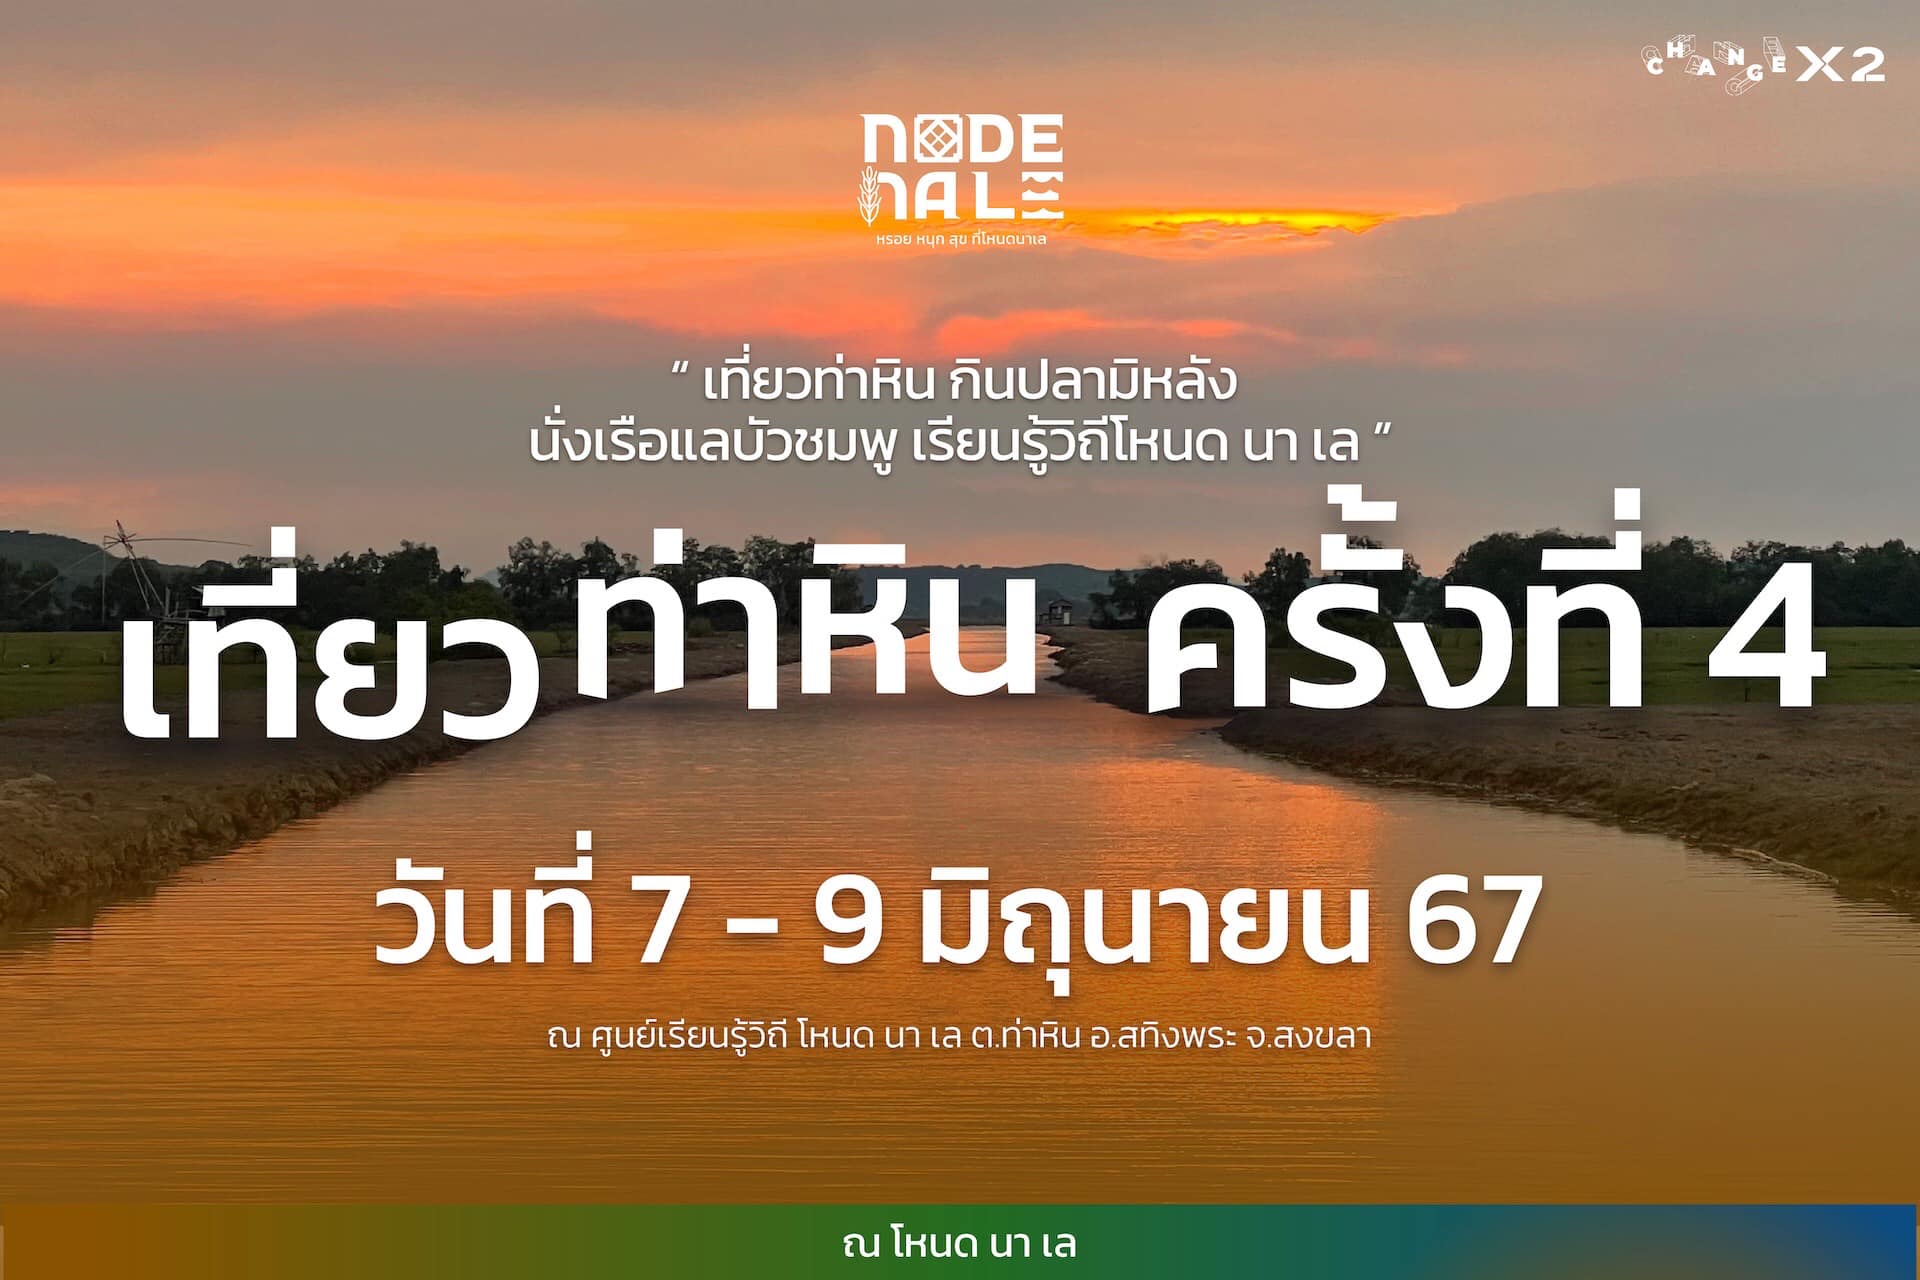 CHANGE X2
NODE
NALE
หรอย หนุก สุข ที่โหนดนาเล
“ เที่ยวท่าหิน กินปลามิหลัง
นั่งเรือแลบัวชมพู เรียนรู้วิถีโหนด นา เล ”
เที่ยว ท่าหิน ครั้งที่ 4
วันที่ 7 - 9 มิถุนายน 67
ณ ศูนย์เรียนรู้วิถี โหนด นา เล ต.ท่าหิน อ.สทิงพระ จ.สงขลา
ณ โหนด นา เล